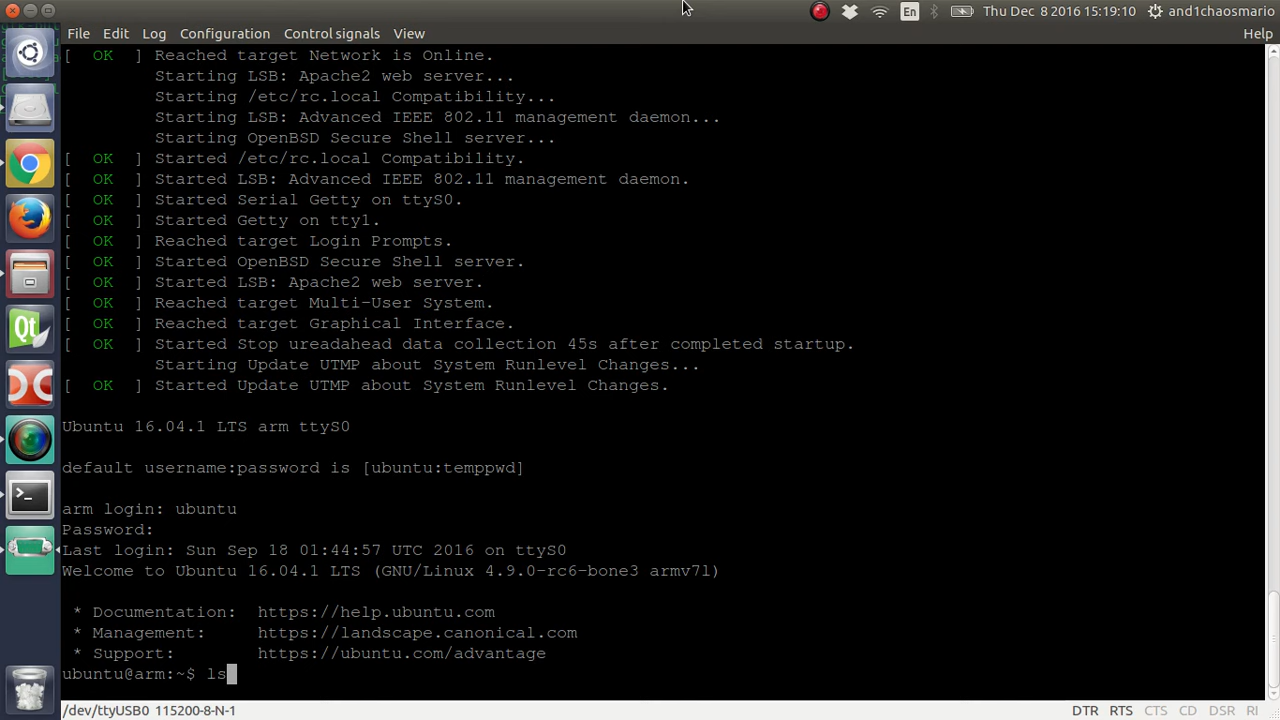 En
Thu Dec 8 2016 15:19:10
and1chaosmario
File Edit Log Configuration Control signals View Help
[ OK ] Reached target Network is Online.
Starting LSB: Apache2 web server...
Starting /etc/rc.local Compatibility...
Starting LSB: Advanced IEEE 802.11 management daemon...
Starting OpenBSD Secure Shell server...
[ OK ] Started /etc/rc.local Compatibility.
[ OK ] Started LSB: Advanced IEEE 802.11 management daemon.
[ OK ] Started Serial Getty on ttyS0.
[ OK ] Started Getty on tty1.
[ OK ] Reached target Login Prompts.
[ OK ] Started OpenBSD Secure Shell server.
[ OK ] Started LSB: Apache2 web server.
[ OK ] Reached target Multi-User System.
[ OK ] Reached target Graphical Interface.
[ OK ] Started Stop ureadahead data collection 45s after completed startup.
Starting Update UTMP about System Runlevel Changes...
[ OK ] Started Update UTMP about System Runlevel Changes.
Ubuntu 16.04.1 LTS arm ttyS0
default username:password is [ubuntu:temppwd]
arm login: ubuntu
Password:
Last login: Sun Sep 18 01:44:57 UTC 2016 on ttyS0
Welcome to Ubuntu 16.04.1 LTS (GNU/Linux 4.9.0-rc6-bone3 armv7l)
* Documentation: https://help.ubuntu.com
* Management: https://landscape.canonical.com
* Support: https://ubuntu.com/advantage
ubuntu@arm:~$ ls
/dev/ttyUSB0 115200-8-N-1
DTR RTS CTS CD DSR RI
Qt